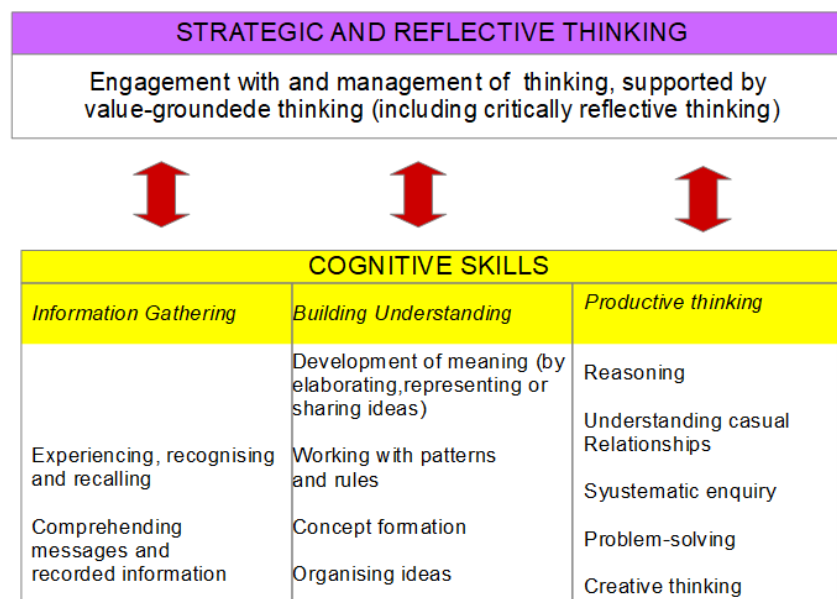 STRATEGIC AND REFLECTIVE THINKING
Engagement with and management of thinking, supported by
value-groundede thinking (including critically reflective thinking)
COGNITIVE SKILLS
Information Gathering
Experiencing, recognising
and recalling
Comprehending
messages and
recorded information
Building Understanding
Development of meaning (by
elaborating,representing or
sharing ideas)
Working with patterns
and rules
Concept formation
Organising ideas
Productive thinking
Reasoning
Understanding casual
Relationships
Syustematic enquiry
Problem-solving
Creative thinking